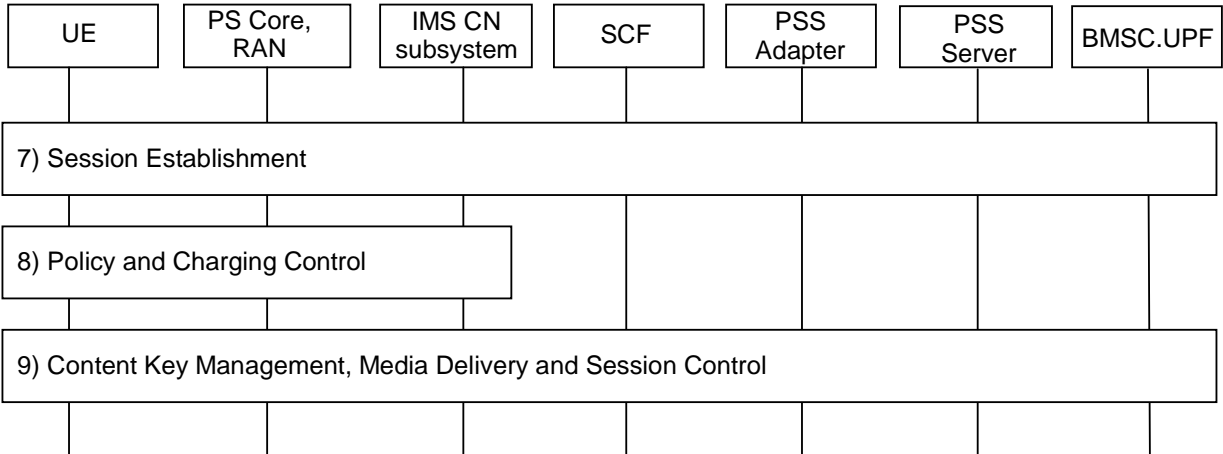 UE
PS Core,
RAN
IMS CN
subsystem
SCF
PSS
Adapter
PSS
Server
BMSC.UPF
7) Session Establishment
8) Policy and Charging Control
9) Content Key Management, Media Delivery and Session Control